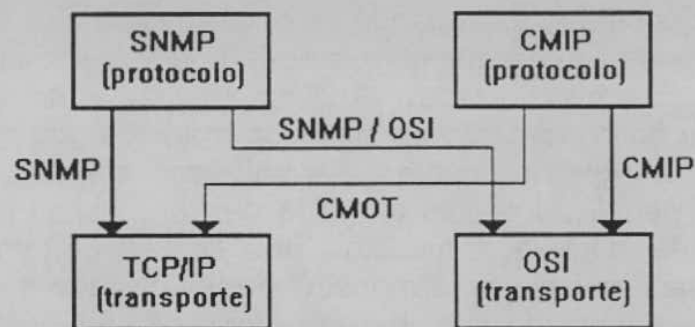 SNMP
(protocolo)
CMIP
(protocolo)
SNMP / OSI
SNMP
CMIP
CMOT
TCP/IP
(transporte)
OSI
(transporte)